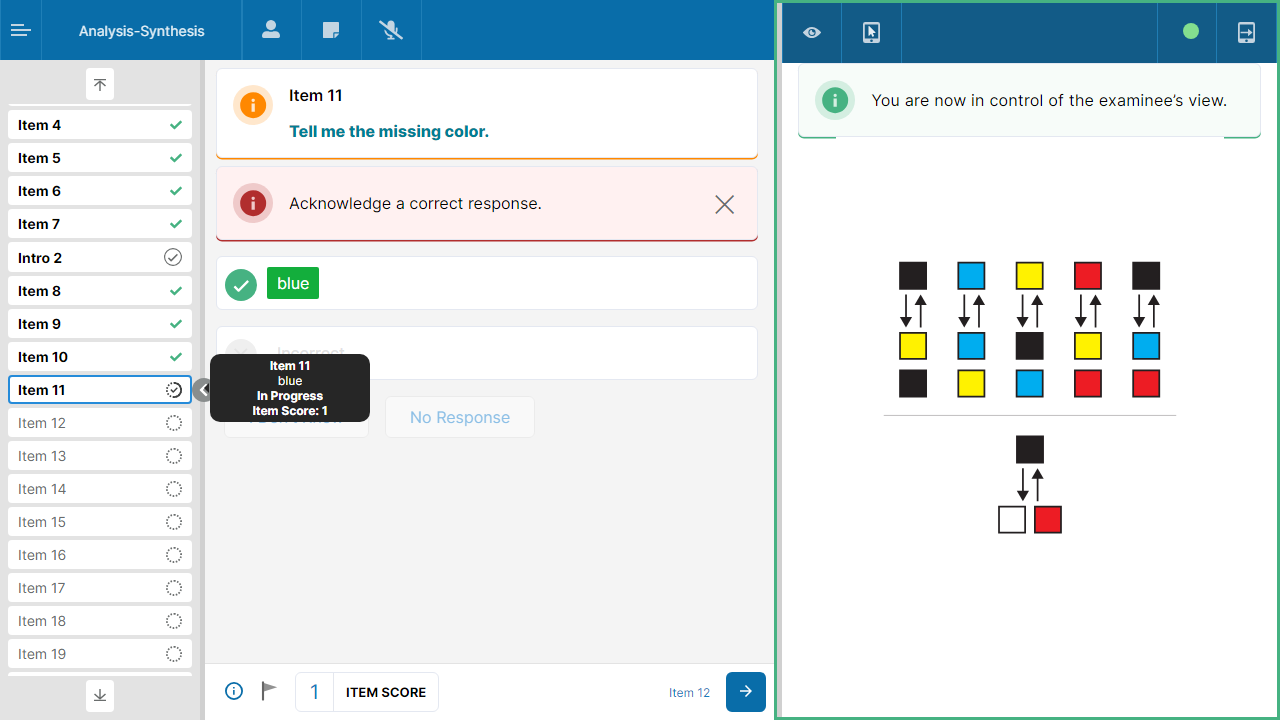 Analysis-Synthesis
Item 4
Item 5
Item 6
Item 7
Intro 2
Item 8
Item 9
Item 10
Item 11
Item 12
Item 13
Item 14
Item 15
Item 16
Item 17
Item 18
Item 19
Item 11
Tell me the missing color.
Acknowledge a correct response.
blue
Incorrect
Item 11
blue
In Progress
Item Score: 1
No Response
1 ITEM SCORE
Item 12
You are now in control of the examinee’s view.